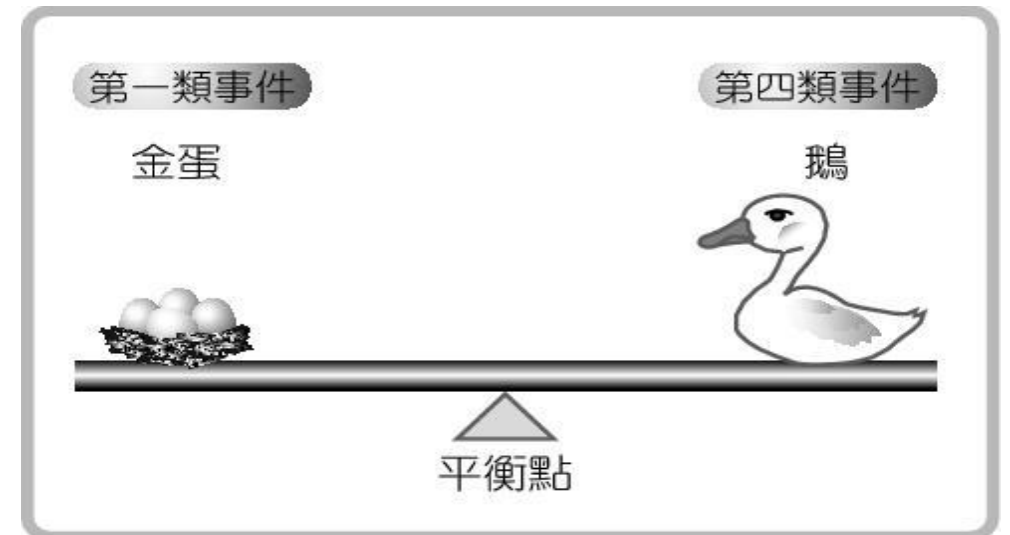 第一類事件
第四類事件
金蛋
鵝
平衡點